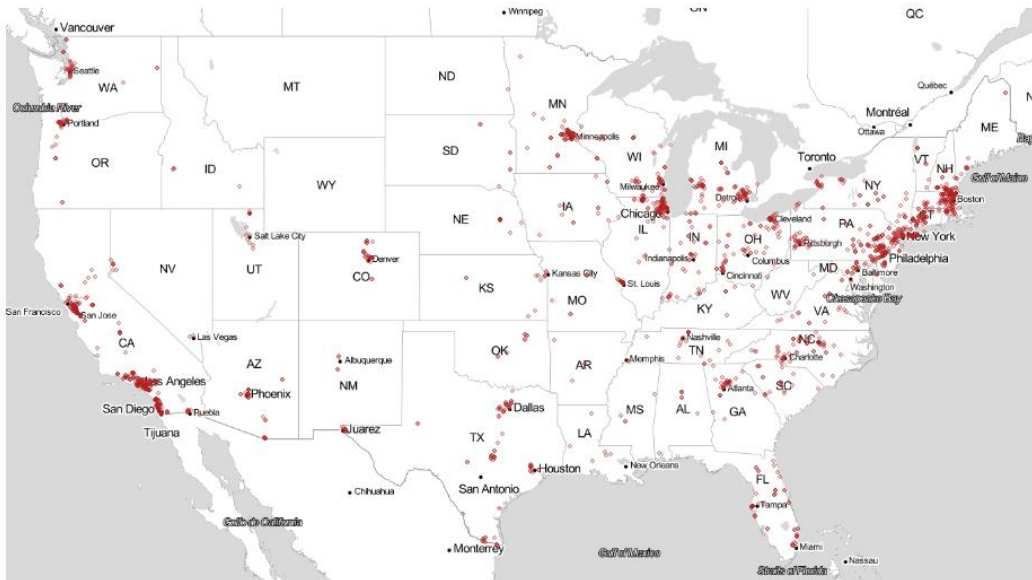 Winnipeg
ON
QC
Vancouver
Seattle
WA
MT
ND
MN
Québec
Columbia River
Portland
Minneapolis
Montréal
Ottawa
ME
OR
ID
SD
WI
MI
Toronto
VT
NH
Gulf of Maine
WY
Milwaukee
Detroit
NY
Boston
IA
Chicago
Cleveland
CT
NE
IL
IN
OH
PA
New York
Salt Lake City
Pittsburgh
NV
UT
Denver
Indianapolis
Columbus
Philadelphia
CO
Kansas City
Cincinnati
MD
Baltimore
Washington
KS
MO
St. Louis
WV
Chesapeake Bay
San Francisco
San Jose
KY
VA
CA
Las Vegas
Nashville
NC
AZ
Albuquerque
OK
AR
Memphis
TN
Charlotte
Los Angeles
NM
SC
Phoenix
Atlanta
San Diego
Puebla
Dallas
MS
AL
GA
Tijuana
Juarez
TX
LA
Houston
New Orleans
FL
San Antonio
Chihuahua
Tampa
Golfo de California
Monterrey
Gulf of Mexico
Miami
Nassau
Straits of Florida